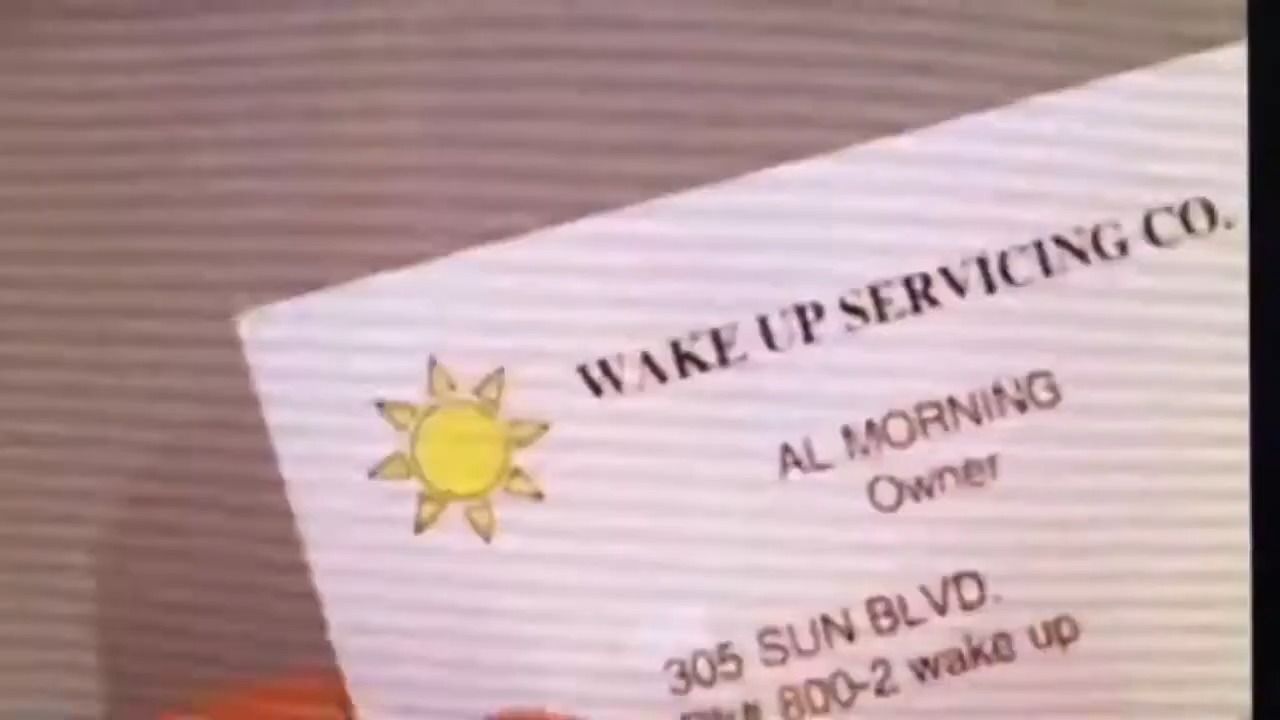 WAKE UP SERVICING CO.
AL MORNING
Owner
305 SUN BLVD.
800-2 wake up